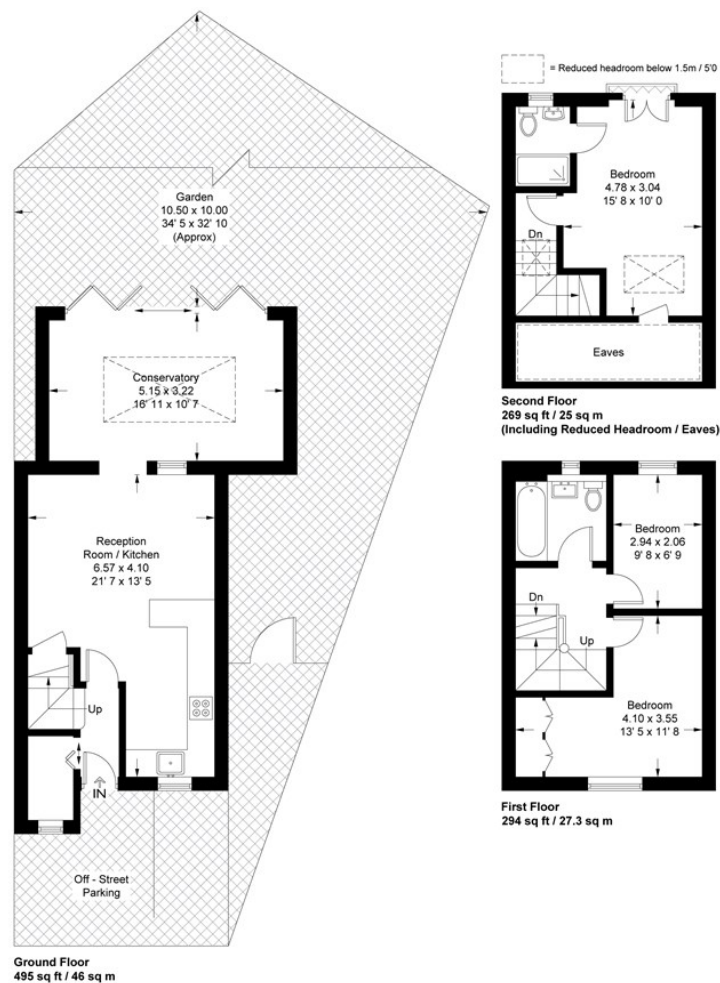 = Reduced headroom below 1.5m / 5'0
Garden
10.50 x 10.00
34' 5 x 32' 10
(Approx)
Conservatory
5.15 x 3.22
16' 11 x 10' 7
Reception
Room / Kitchen
6.57 x 4.10
21' 7 x 13' 5
Up
IN
Off - Street
Parking
Ground Floor
495 sq ft / 46 sq m
Bedroom
4.78 x 3.04
15' 8 x 10' 0
Dn
Eaves
Second Floor
269 sq ft / 25 sq m
(Including Reduced Headroom / Eaves)
Bedroom
2.94 x 2.06
9' 8 x 6' 9
Dn
Up
Bedroom
4.10 x 3.55
13' 5 x 11' 8
First Floor
294 sq ft / 27.3 sq m